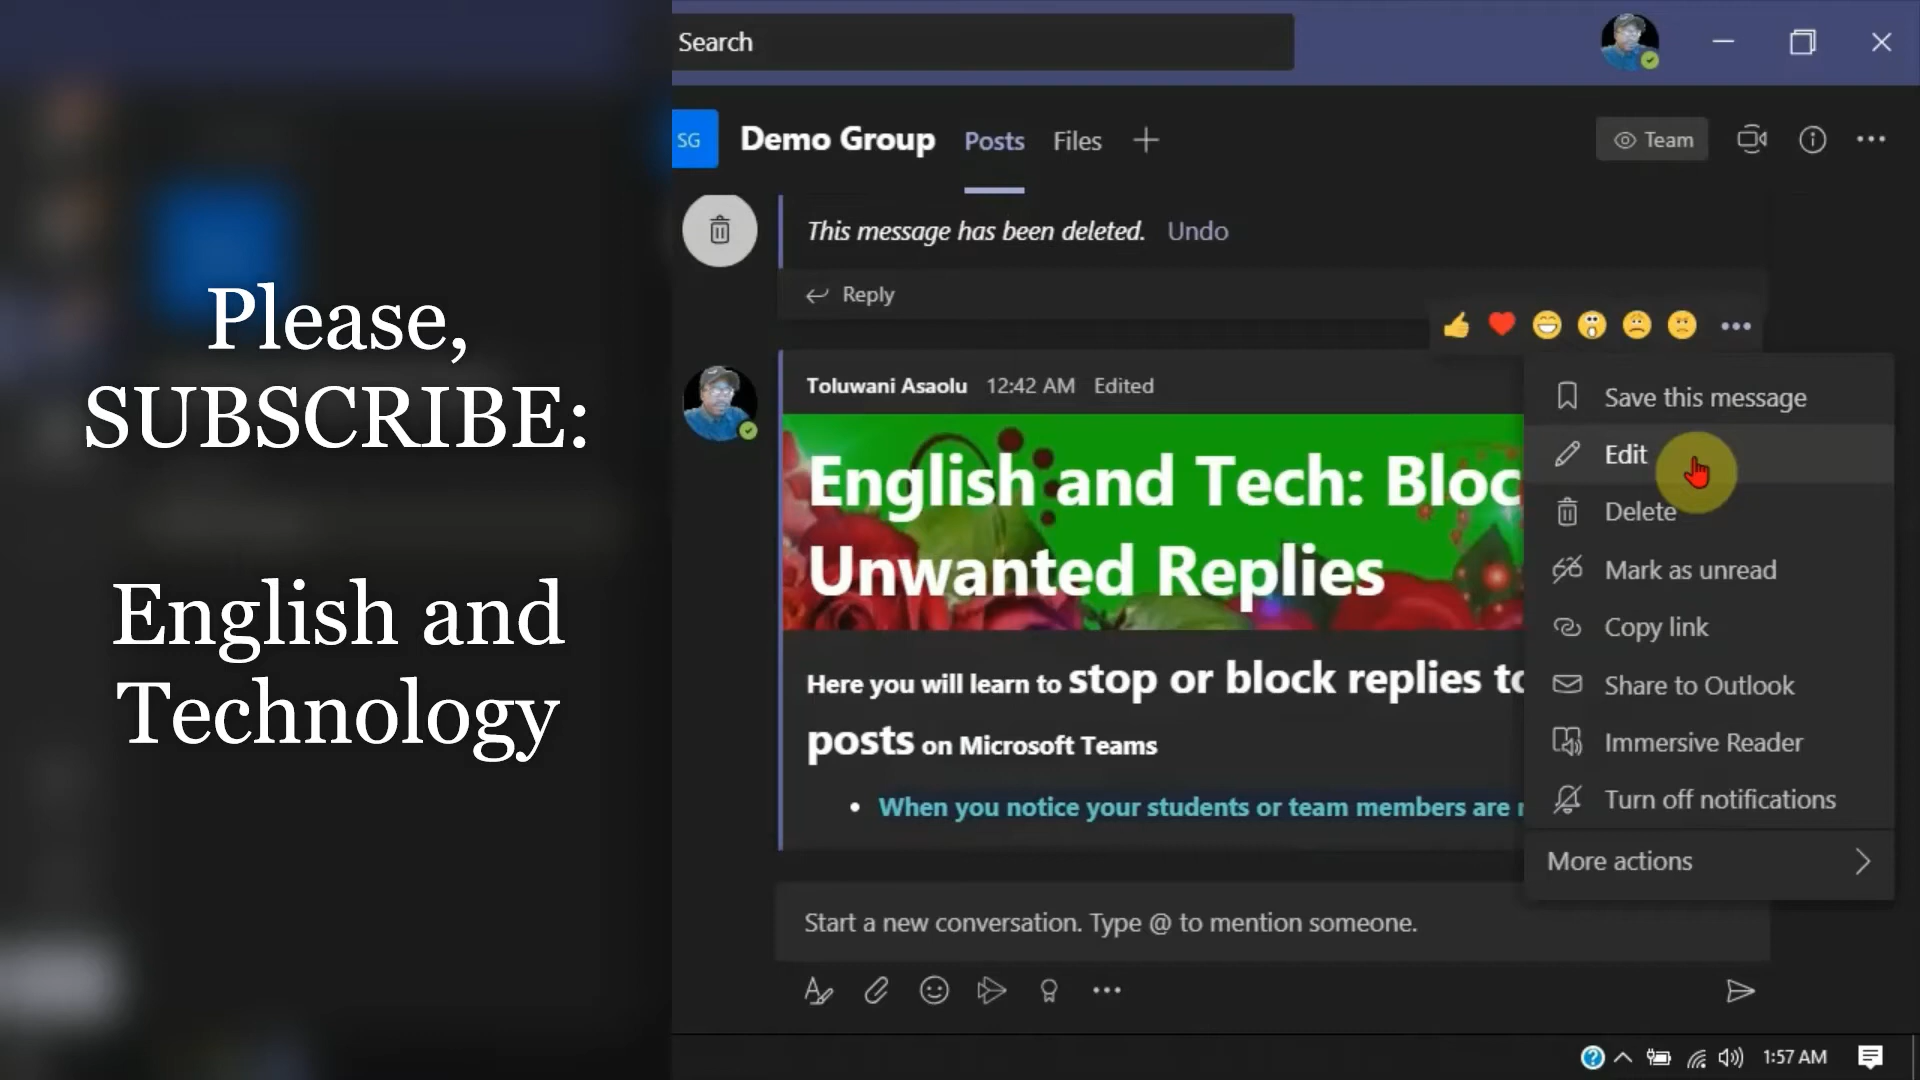 Please,
SUBSCRIBE:
English and
Technology
Search
SG Demo Group Posts Files Team
This message has been deleted. Undo
Reply
Toluwani Asaolu 12:42 AM Edited
English and Tech: Bloc
Unwanted Replies
Here you will learn to stop or block replies to
posts on Microsoft Teams
• When you notice your students or team members are
Save this message
Edit
Delete
Mark as unread
Copy link
Share to Outlook
Immersive Reader
Turn off notifications
More actions
Start a new conversation. Type @ to mention someone.
1:57 AM